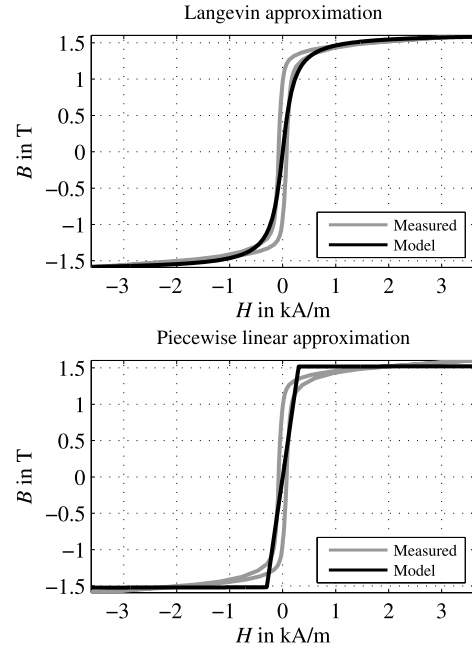 Langevin approximation
1.5
1
0.5
0
−0.5
−1
−1.5
B in T
Measured
Model
−3 −2 −1 0 1 2 3
H in kA/m
Piecewise linear approximation
1.5
1
0.5
0
−0.5
−1
−1.5
B in T
Measured
Model
−3 −2 −1 0 1 2 3
H in kA/m